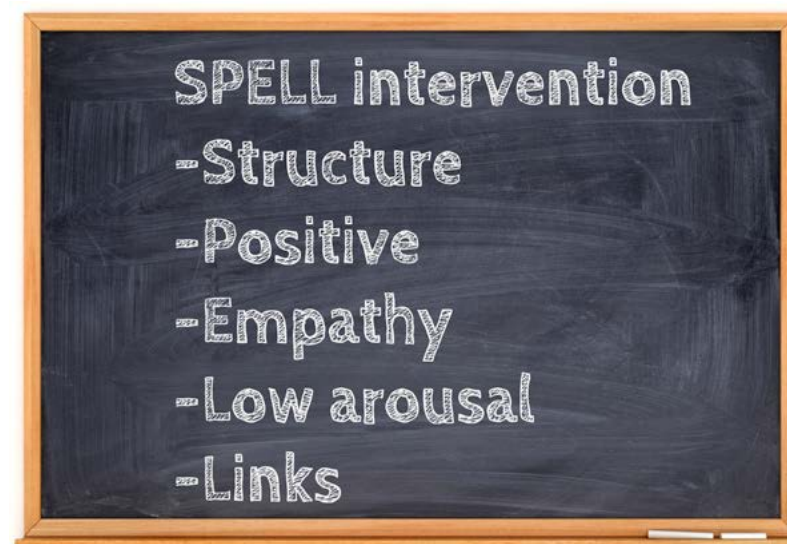 SPELL intervention
-Structure
-Positive
-Empathy
-Low arousal
-Links